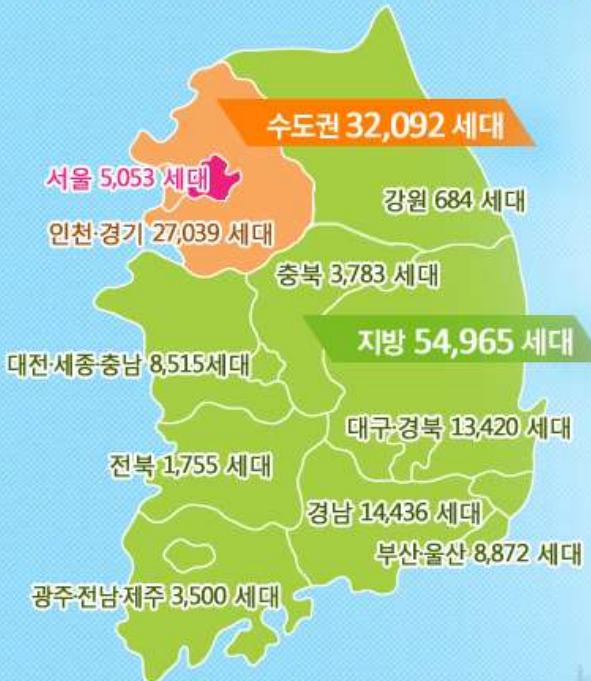 수도권 32,092 세대
서울 5,053 세대
강원 684 세대
인천·경기 27,039 세대
충북 3,783 세대
지방 54,965 세대
대전·세종·충남 8,515세대
대구·경북 13,420 세대
전북 1,755 세대
경남 14,436 세대
부산·울산 8,872 세대
광주·전남·제주 3,500 세대